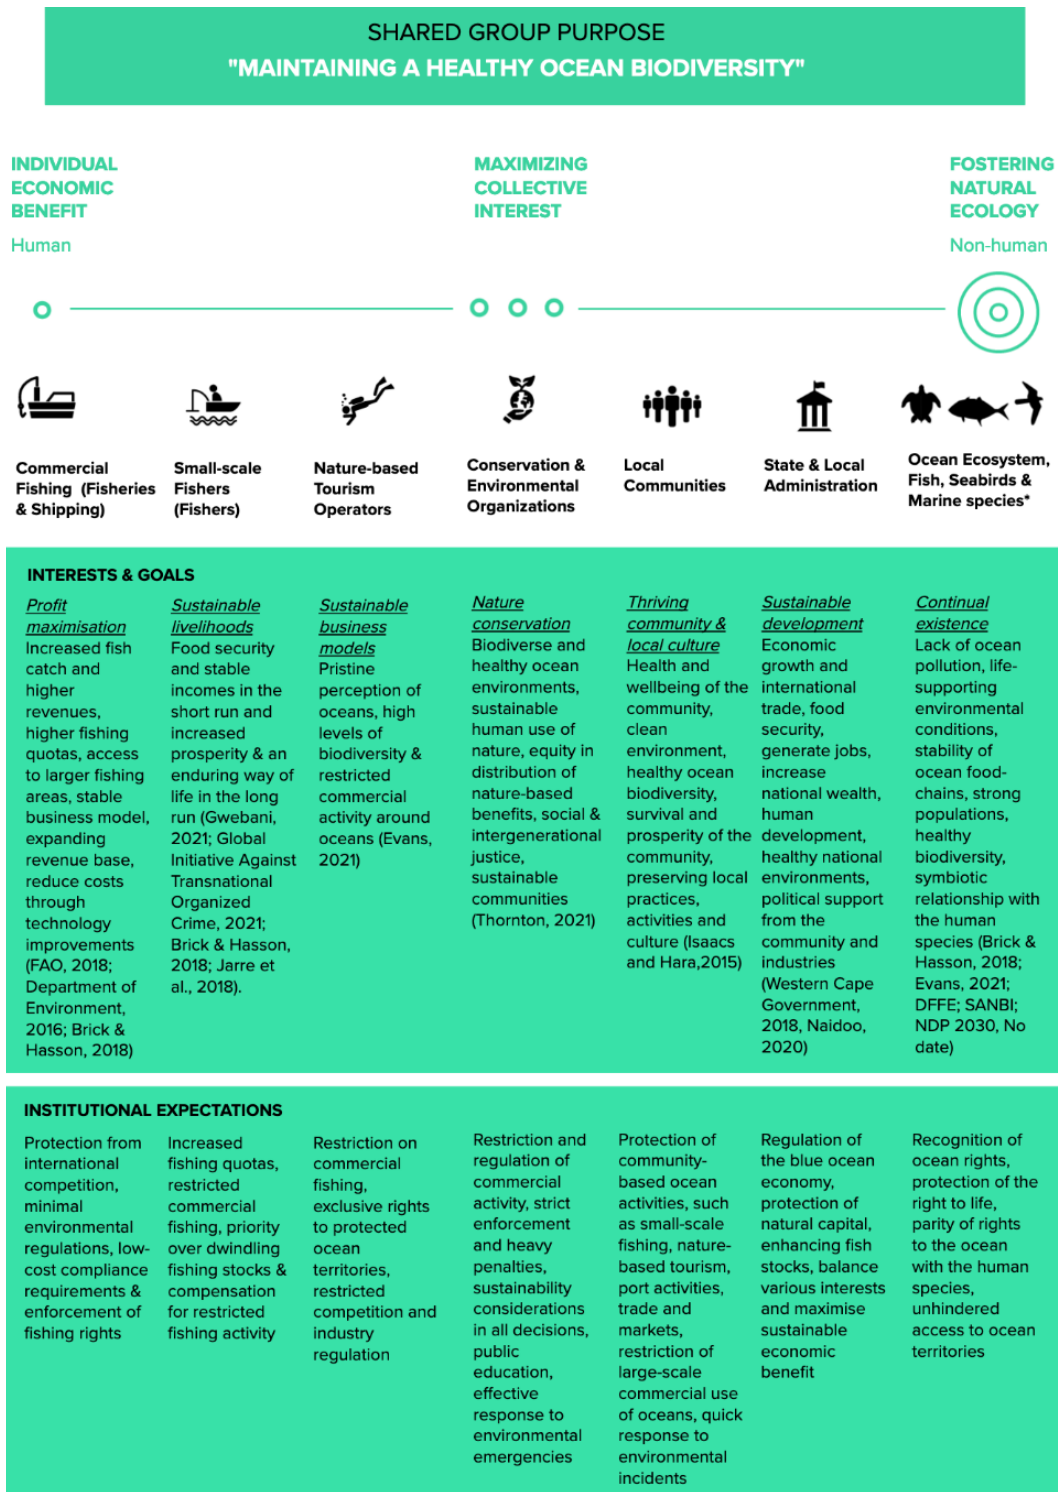 SHARED GROUP PURPOSE
"MAINTAINING A HEALTHY OCEAN BIODIVERSITY"
INDIVIDUAL
ECONOMIC
BENEFIT
Human
MAXIMIZING
COLLECTIVE
INTEREST
FOSTERING
NATURAL
ECOLOGY
Non-human
Commercial
Fishing (Fisheries
& Shipping)
Small-scale
Fishers
(Fishers)
Nature-based
Tourism
Operators
Conservation &
Environmental
Organizations
Local
Communities
State & Local
Administration
Ocean Ecosystem,
Fish, Seabirds &
Marine species*
INTERESTS & GOALS
Profit
maximisation
Increased fish
catch and
higher
revenues,
higher fishing
quotas, access
to larger fishing
areas, stable
business model,
expanding
revenue base,
reduce costs
through
technology
improvements
(FAO, 2018;
Department of
Environment,
2016; Brick &
Hasson, 2018)
Sustainable
livelihoods
Food security
and stable
incomes in the
short run and
increased
prosperity & an
enduring way of
life in the long
run (Gwebani,
2021; Global
Initiative Against
Transnational
Organized
Crime, 2021;
Brick & Hasson,
2018; Jarre et
al., 2018).
Sustainable
business
models
Pristine
perception of
oceans, high
levels of
biodiversity &
restricted
commercial
activity around
oceans (Evans,
2021)
Nature
conservation
Biodiverse and
healthy ocean
environments,
sustainable
human use of
nature, equity in
distribution of
nature-based
benefits, social &
intergenerational
justice,
sustainable
communities
(Thornton, 2021)
Thriving
community &
local culture
Health and
wellbeing of the
community,
clean
environment,
healthy ocean
biodiversity,
survival and
prosperity of the
community,
preserving local
practices,
activities and
culture (Isaacs
and Hara,2015)
Sustainable
development
Economic
growth and
international
trade, food
security,
generate jobs,
increase
national wealth,
human
development,
healthy national
environments,
political support
from the
community and
industries
(Western Cape
Government,
2018, Naidoo,
2020)
Continual
existence
Lack of ocean
pollution, life-
supporting
environmental
conditions,
stability of
ocean food-
chains, strong
populations,
healthy
biodiversity,
symbiotic
relationship with
the human
species (Brick &
Hasson, 2018;
Evans, 2021;
DFFE; SANBI;
NDP 2030, No
date)
INSTITUTIONAL EXPECTATIONS
Protection from
international
competition,
minimal
environmental
regulations, low-
cost compliance
requirements &
enforcement of
fishing rights
Increased
fishing quotas,
restricted
commercial
fishing, priority
over dwindling
fishing stocks &
compensation
for restricted
fishing activity
Restriction on
commercial
fishing,
exclusive rights
to protected
ocean
territories,
restricted
competition and
industry
regulation
Restriction and
regulation of
commercial
activity, strict
enforcement
and heavy
penalties,
sustainability
considerations
in all decisions,
public
education,
effective
response to
environmental
emergencies
Protection of
community-
based ocean
activities, such
as small-scale
fishing, nature-
based tourism,
port activities,
trade and
markets,
restriction of
large-scale
commercial use
of oceans, quick
response to
environmental
incidents
Regulation of
the blue ocean
economy,
protection of
natural capital,
enhancing fish
stocks, balance
various interests
and maximise
sustainable
economic
benefit
Recognition of
ocean rights,
protection of the
right to life,
parity of rights
to the ocean
with the human
species,
unhindered
access to ocean
territories